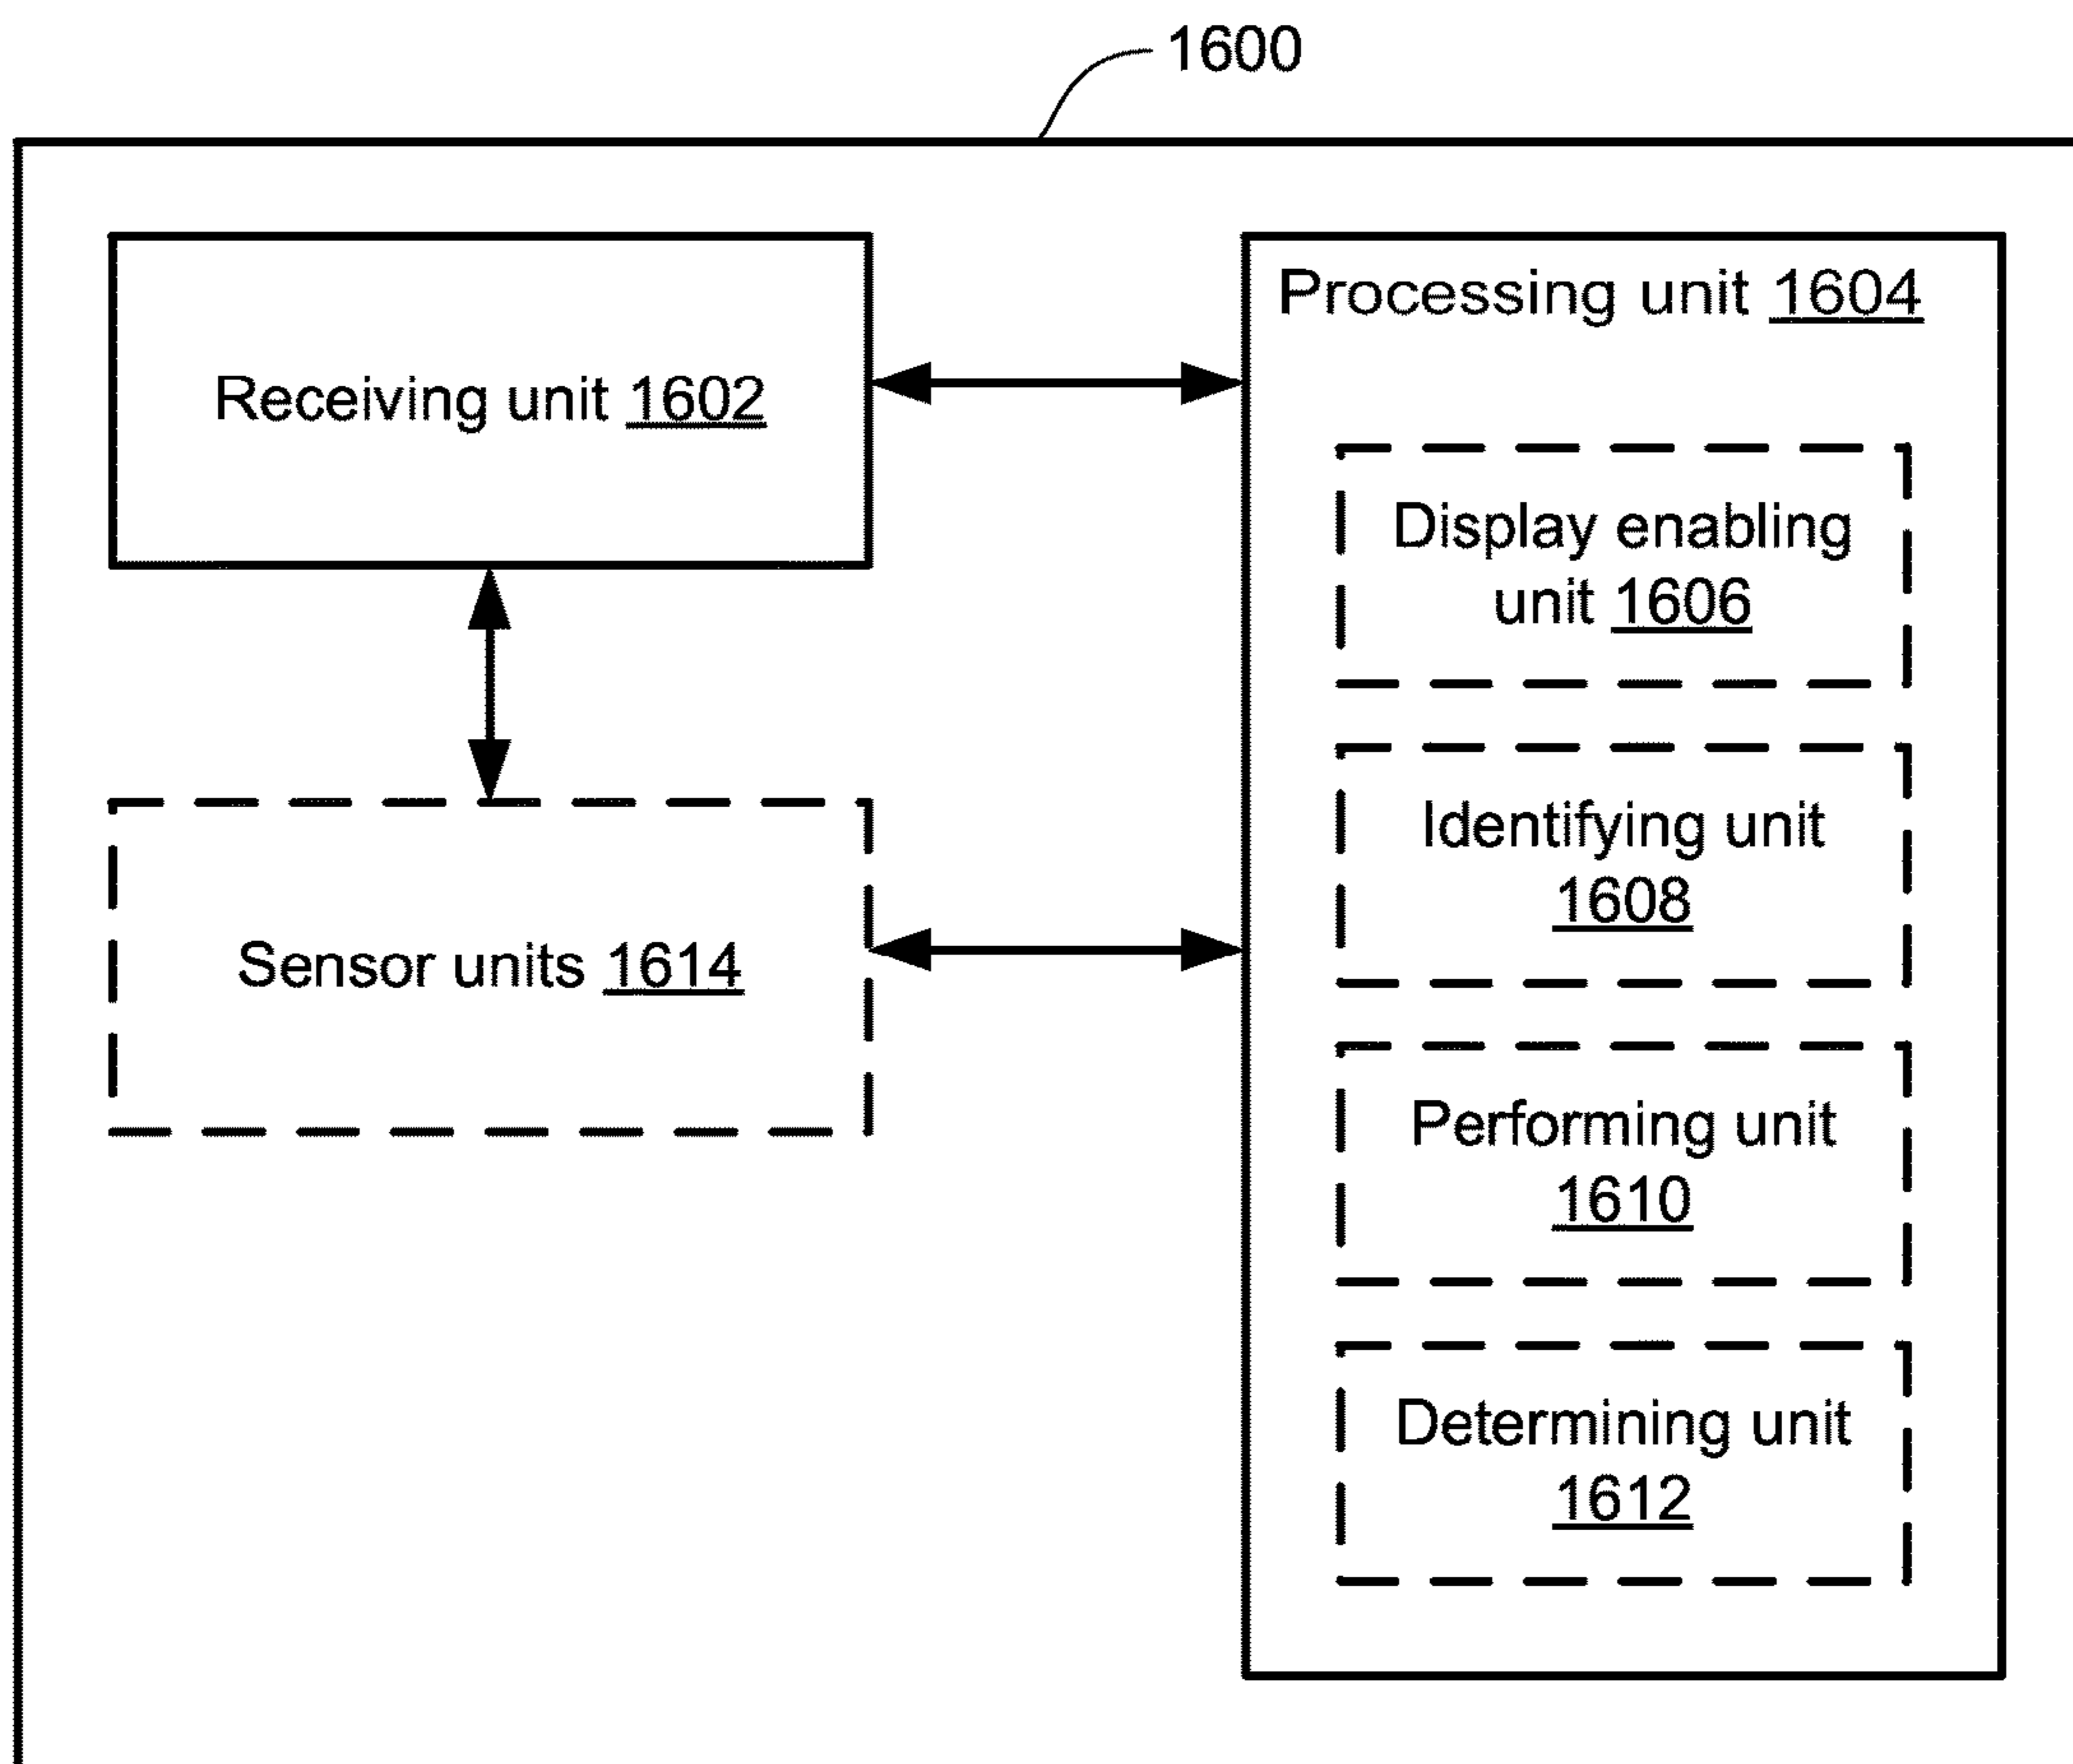 1600
Receiving unit 1602
Processing unit 1604
Display enabling
unit 1606
Identifying unit
1608
Sensor units 1614
Performing unit
1610
Determining unit
1612